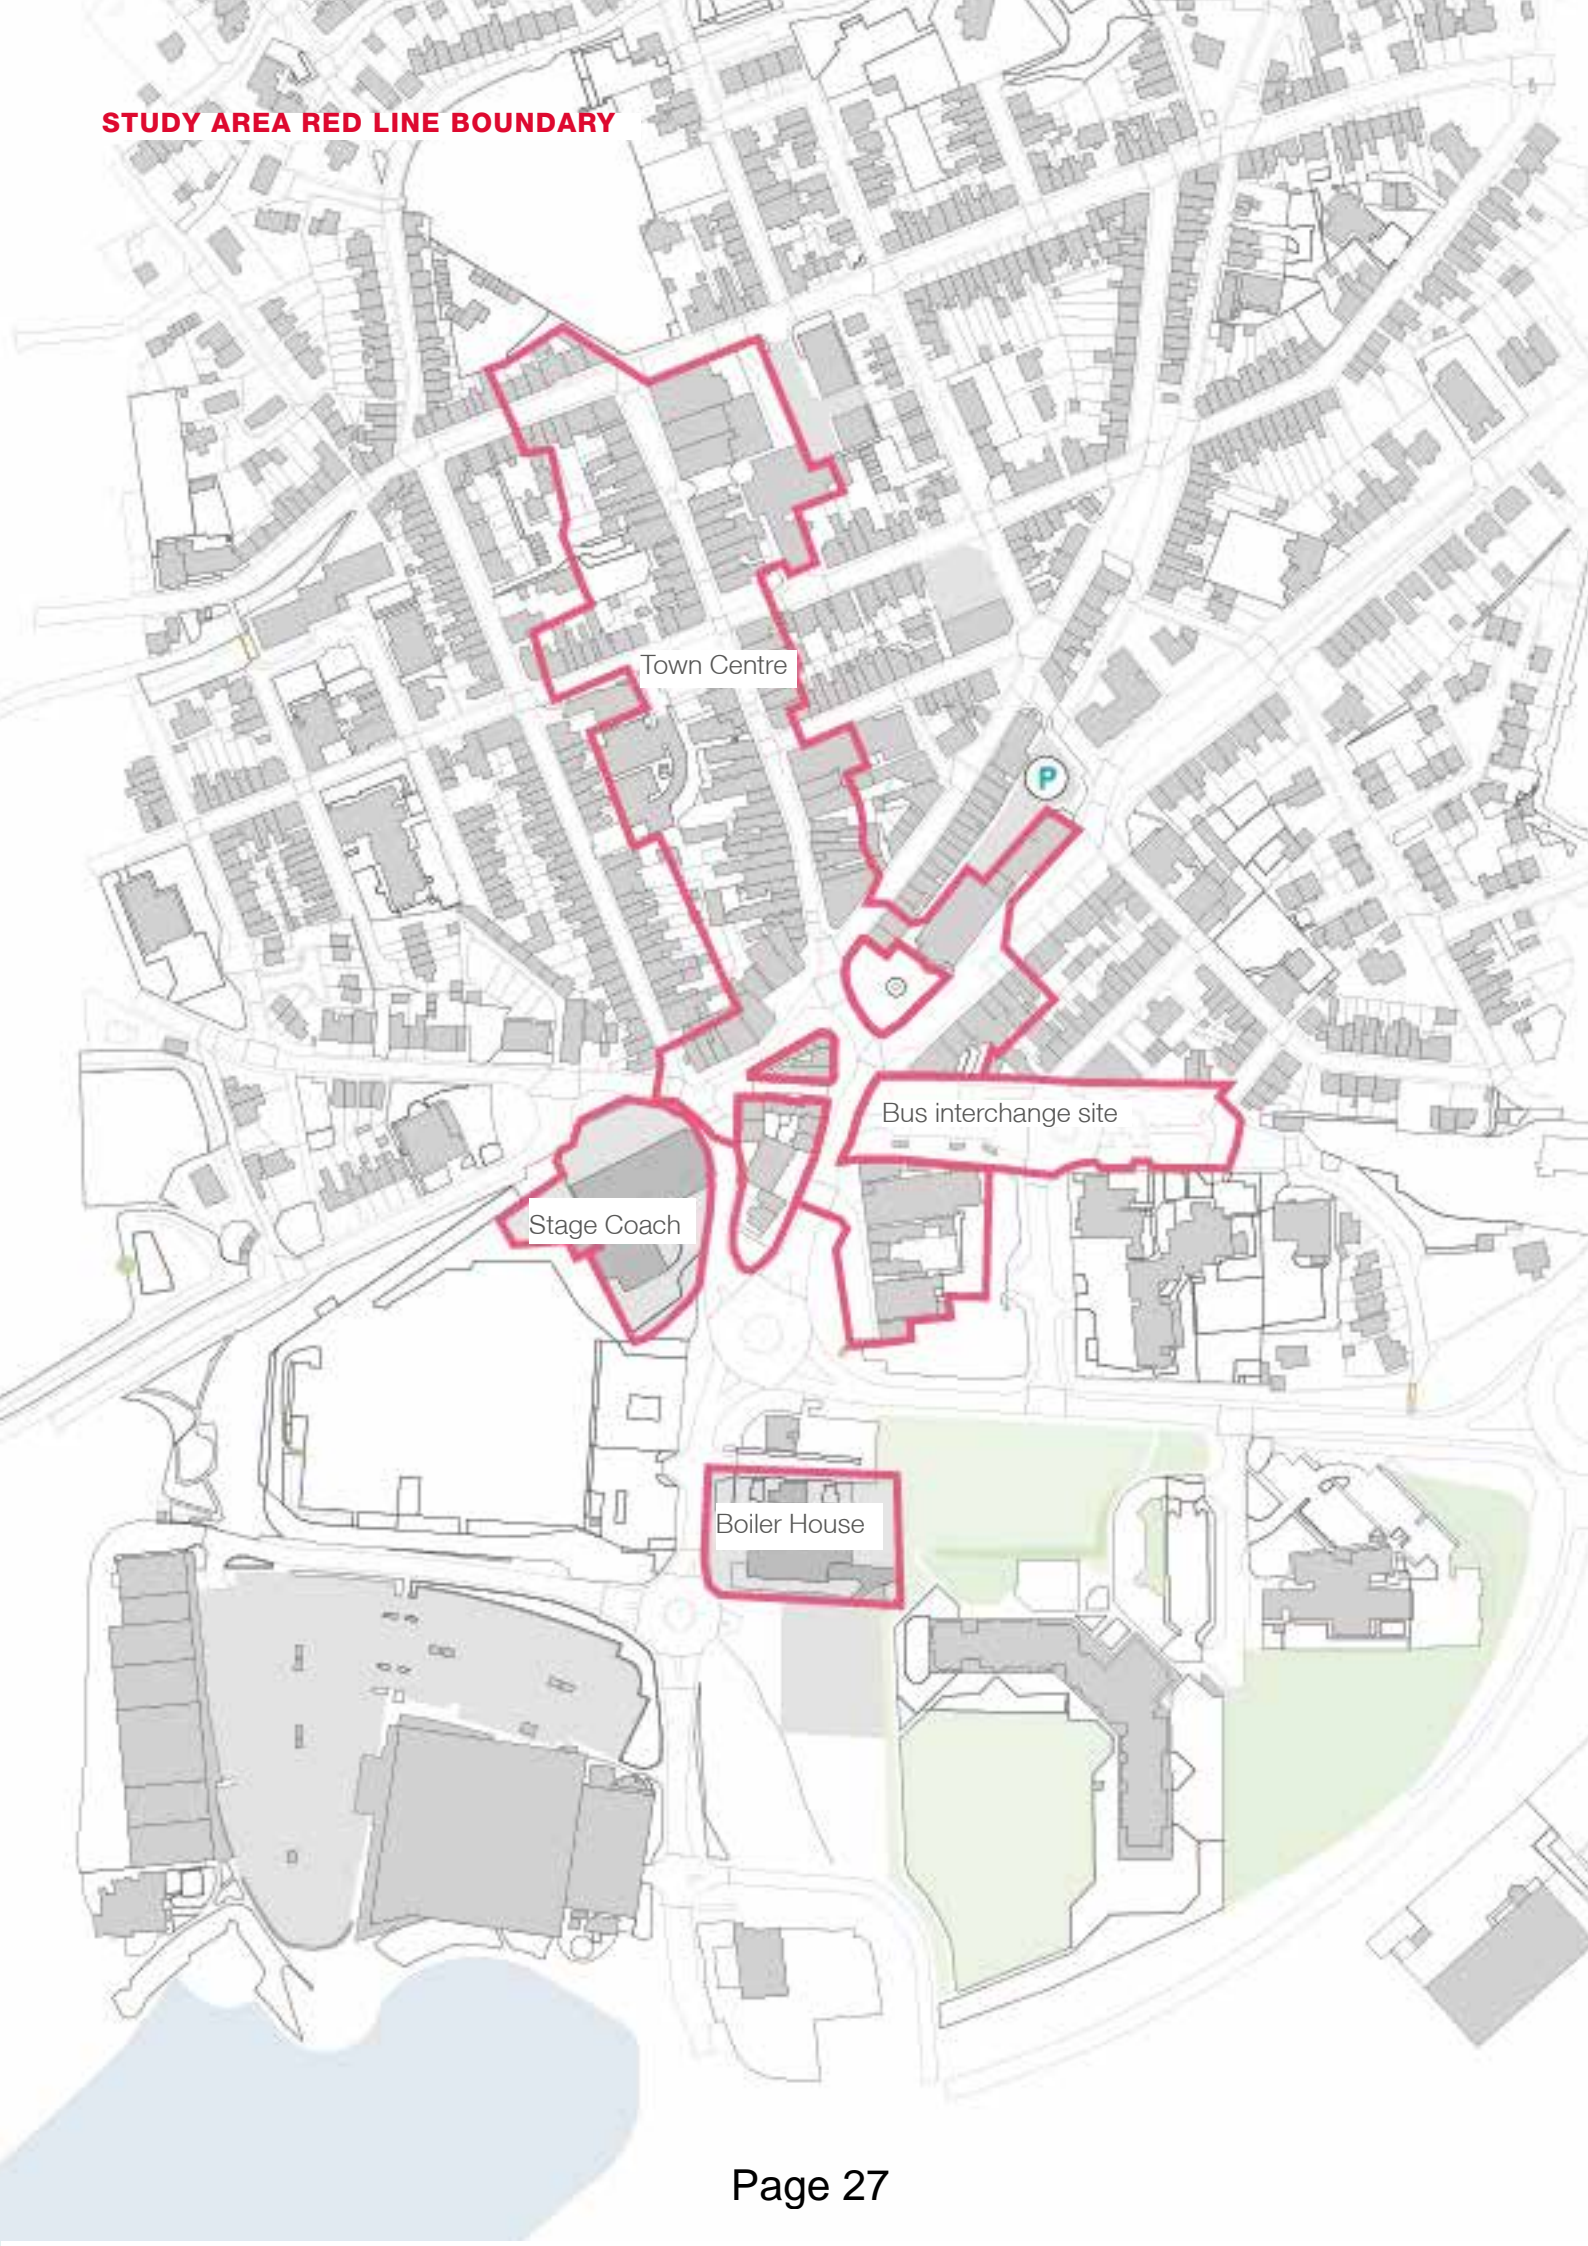 STUDY AREA RED LINE BOUNDARY
Town Centre
P
Bus interchange site
Stage Coach
Boiler House
Page 27